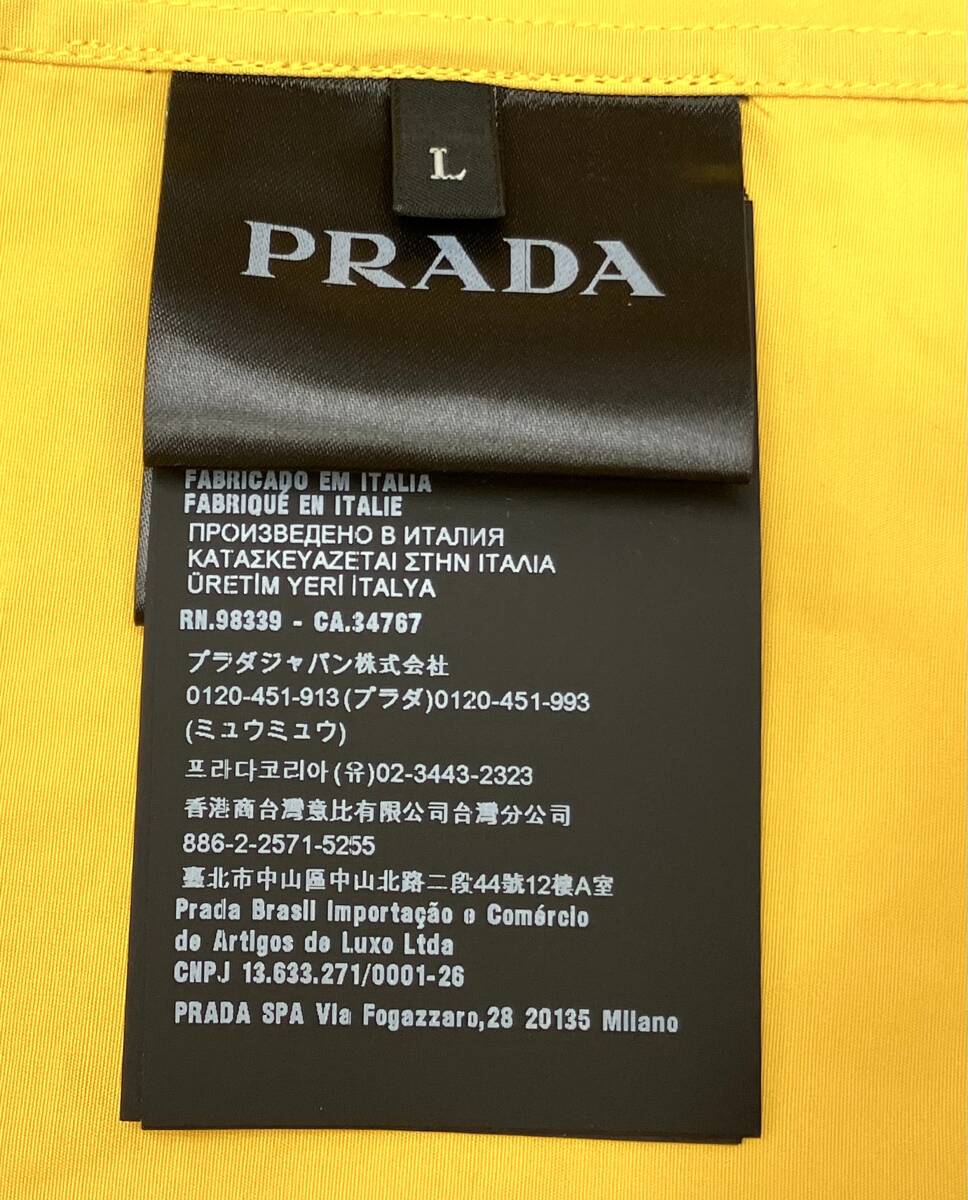 L
PRADA
FABRICADO EM ITALIA
FABRIQUÉ EN ITALIE
ПРОИЗВЕДЕНО В ИТАЛИЯ
ΚΑΤΑΣΚΕΥΑΖΕΤΑΙ ΣΤΗΝ ΙΤΑΛΙΑ
ÜRETİM YERİ İTALYA
RN.98339 - CA.34767
プラダジャパン株式会社
0120-451-913(プラダ)0120-451-993
(ミュウミュウ)
프라다코리아(유)02-3443-2323
香港商台灣意比有限公司台灣分公司
886-2-2571-5255
臺北市中山區中山北路二段44號12樓A室
Prada Brasil Importação e Comércio
de Artigos de Luxo Ltda
CNPJ 13.633.271/0001-26
PRADA SPA Via Fogazzaro,28 20135 Milano